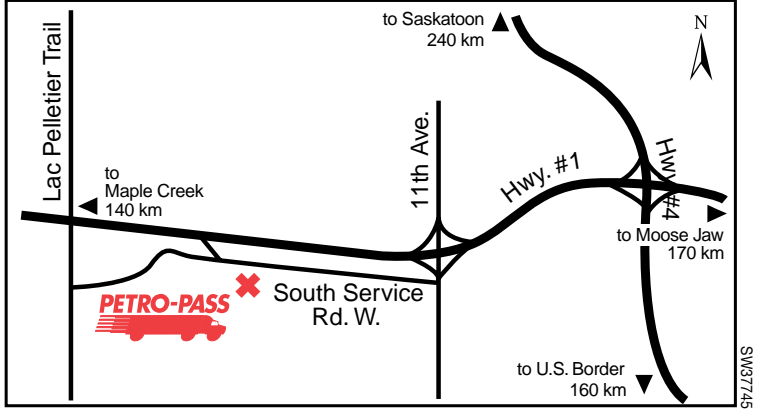 to Saskatoon
240 km
N
Lac Pelletier Trail
11th Ave.
Hwy. #1
Hwy. #4
to
Maple Creek
140 km
to Moose Jaw
170 km
PETRO-PASS
South Service
Rd. W.
to U.S. Border
160 km
SW37745